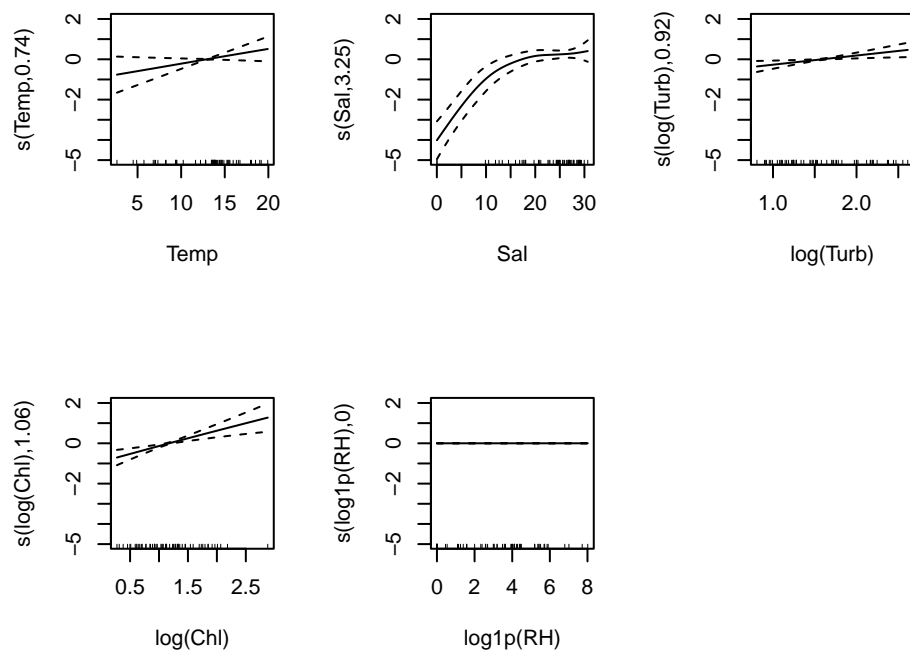 s(Temp,0.74)
2
0
−2
−5
5 10 15 20
Temp
s(Sal,3.25)
2
0
−2
−5
0 10 20 30
Sal
s(log(Turb),0.92)
2
0
−2
−5
1.0 2.0
log(Turb)
s(log(Chl),1.06)
2
0
−2
−5
0.5 1.5 2.5
log(Chl)
s(log1p(RH),0)
2
0
−2
−5
0 2 4 6 8
log1p(RH)